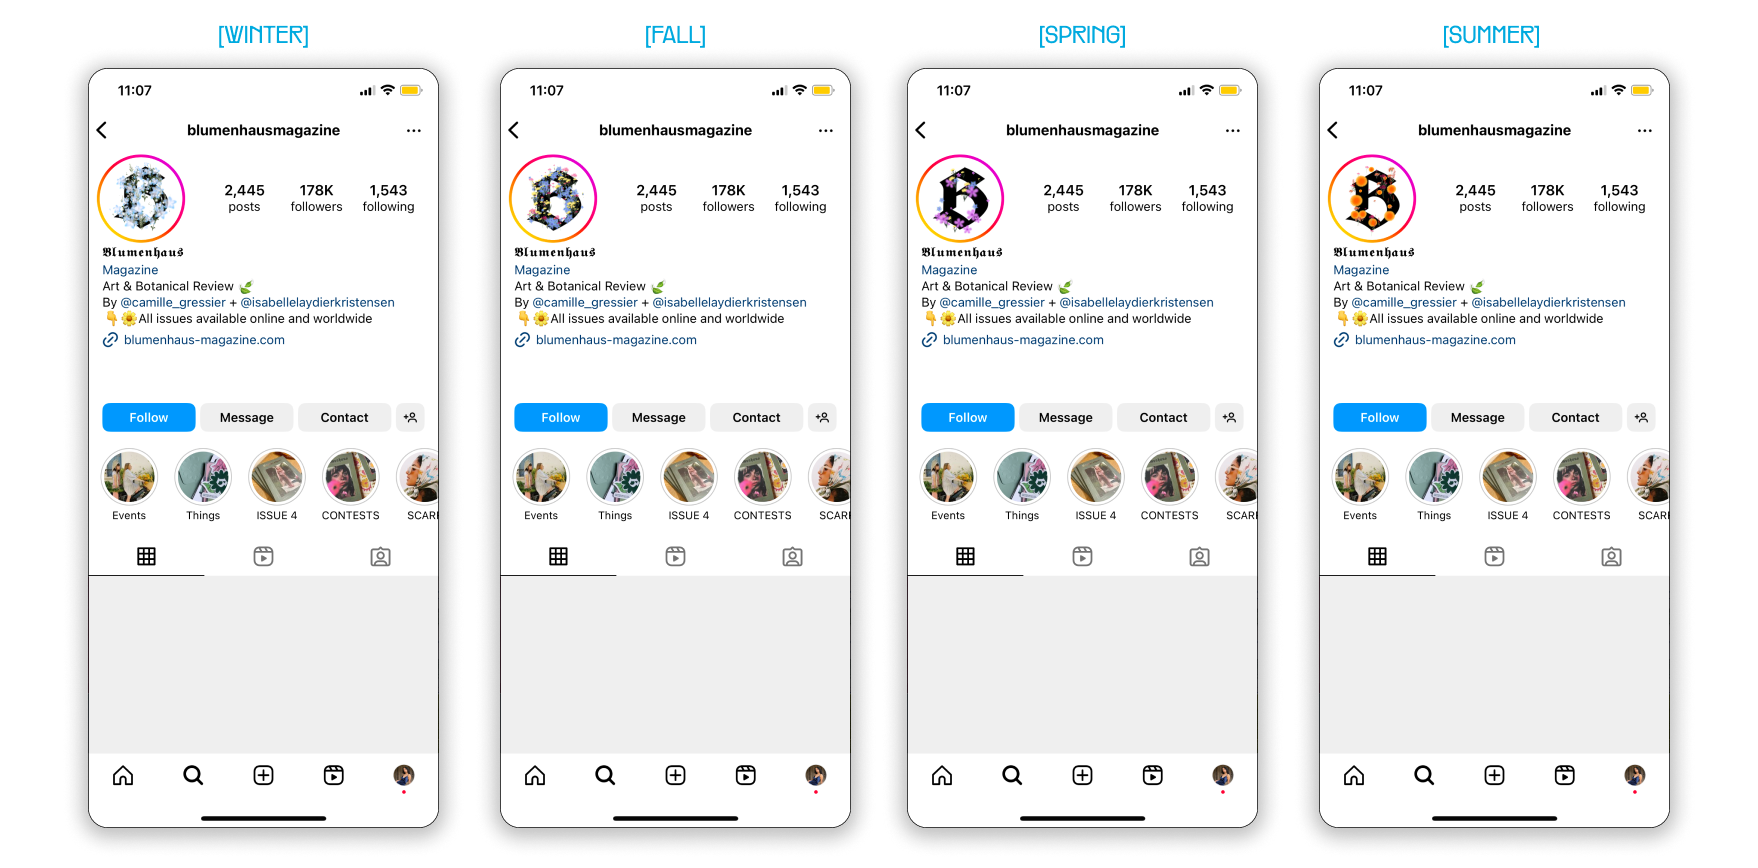 [WINTER]
11:07
blumenhausmagazine
B
2,445 178K 1,543
posts followers following
Blumenhaus
Magazine
Art & Botanical Review
By @camille_gressier + @isabellelaydierkristensen
All issues available online and worldwide
blumenhaus-magazine.com
Follow Message Contact
Events Things ISSUE 4 CONTESTS SCAR
[FALL]
11:07
blumenhausmagazine
B
2,445 178K 1,543
posts followers following
Blumenhaus
Magazine
Art & Botanical Review
By @camille_gressier + @isabellelaydierkristensen
All issues available online and worldwide
blumenhaus-magazine.com
Follow Message Contact
Events Things ISSUE 4 CONTESTS SCAR
[SPRING]
11:07
blumenhausmagazine
B
2,445 178K 1,543
posts followers following
Blumenhaus
Magazine
Art & Botanical Review
By @camille_gressier + @isabellelaydierkristensen
All issues available online and worldwide
blumenhaus-magazine.com
Follow Message Contact
Events Things ISSUE 4 CONTESTS SCAR
[SUMMER]
11:07
blumenhausmagazine
B
2,445 178K 1,543
posts followers following
Blumenhaus
Magazine
Art & Botanical Review
By @camille_gressier + @isabellelaydierkristensen
All issues available online and worldwide
blumenhaus-magazine.com
Follow Message Contact
Events Things ISSUE 4 CONTESTS SCAR